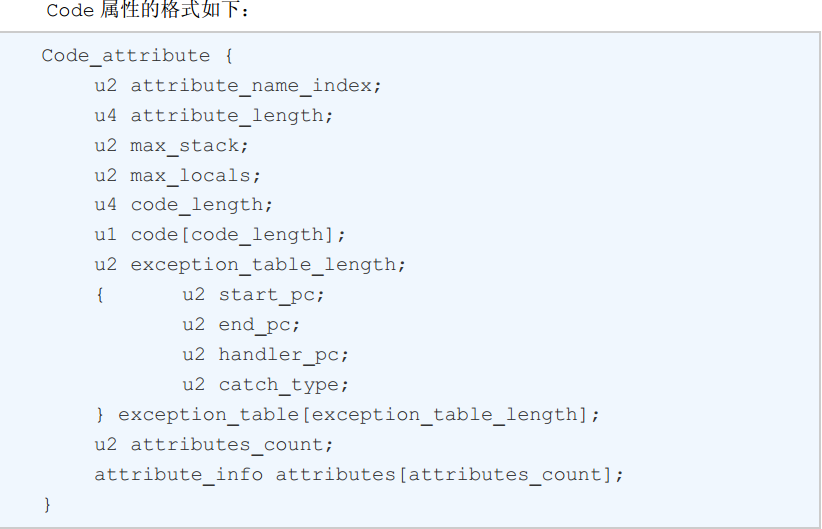 Code 属性的格式如下：
Code_attribute {
u2 attribute_name_index;
u4 attribute_length;
u2 max_stack;
u2 max_locals;
u4 code_length;
u1 code[code_length];
u2 exception_table_length;
{ u2 start_pc;
u2 end_pc;
u2 handler_pc;
u2 catch_type;
} exception_table[exception_table_length];
u2 attributes_count;
attribute_info attributes[attributes_count];
}